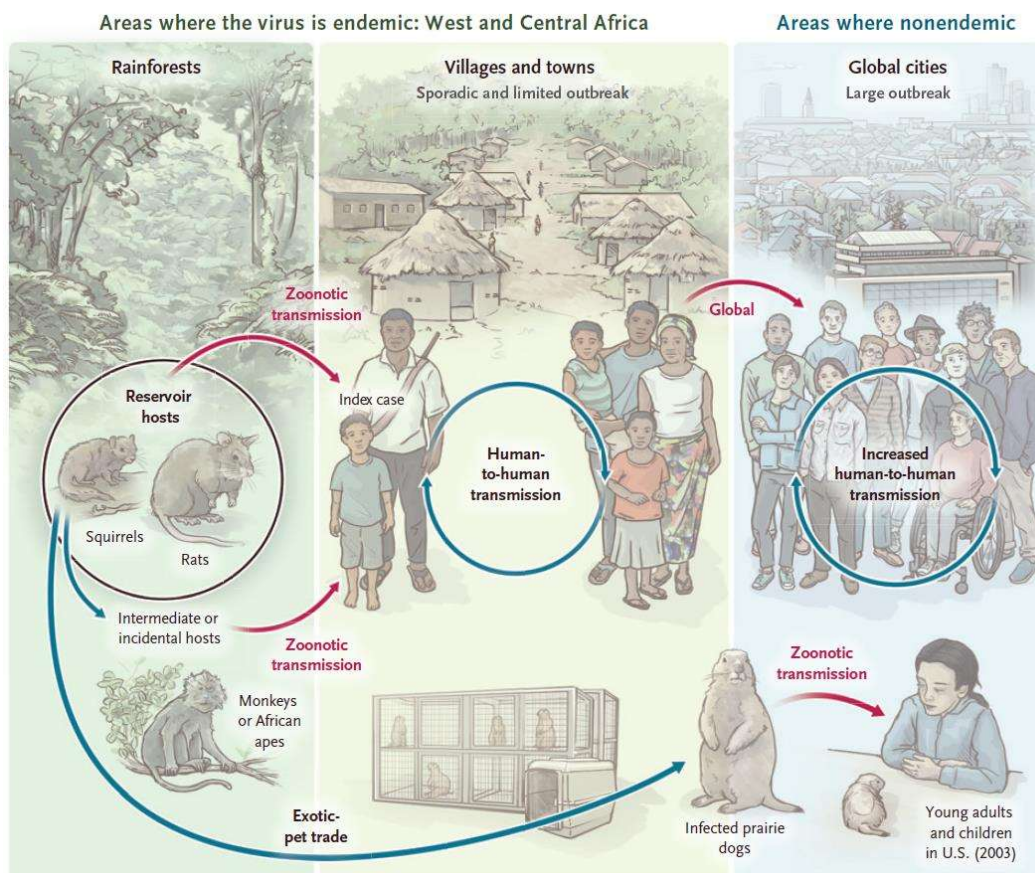 Areas where the virus is endemic: West and Central Africa
Areas where nonendemic
Rainforests
Villages and towns
Sporadic and limited outbreak
Global cities
Large outbreak
Zoonotic
transmission
Global
Reservoir
hosts
Index case
Human-
to-human
transmission
Increased
human-to-human
transmission
Squirrels
Rats
Intermediate or
incidental hosts
Zoonotic
transmission
Zoonotic
transmission
Monkeys
or African
apes
Exotic-
pet trade
Infected prairie
dogs
Young adults
and children
in U.S. (2003)